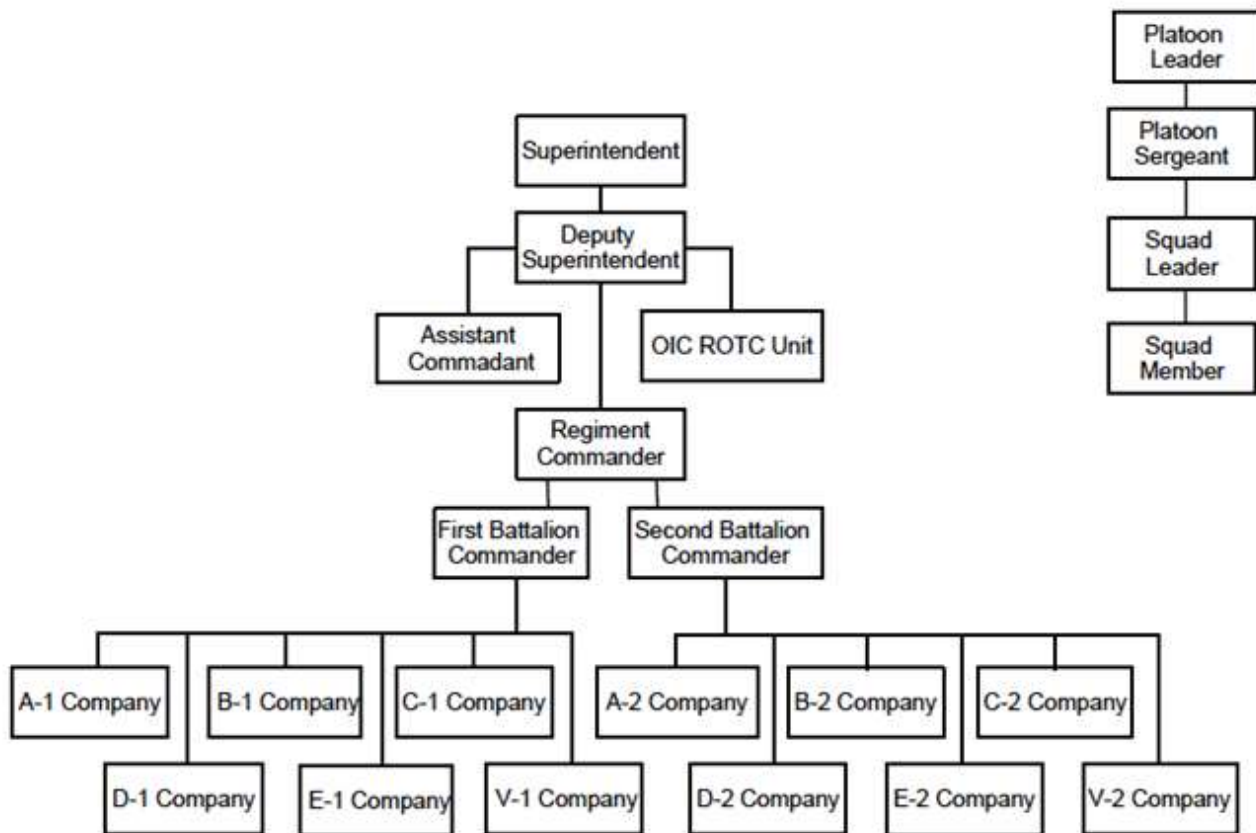 Platoon
Leader
Platoon
Sergeant
Squad
Leader
Squad
Member
Superintendent
Deputy
Superintendent
Assistant
Commadant
OIC ROTC Unit
Regiment
Commander
First Battalion
Commander
Second Battalion
Commander
A-1 Company
B-1 Company
C-1 Company
A-2 Company
B-2 Company
C-2 Company
D-1 Company
E-1 Company
V-1 Company
D-2 Company
E-2 Company
V-2 Company